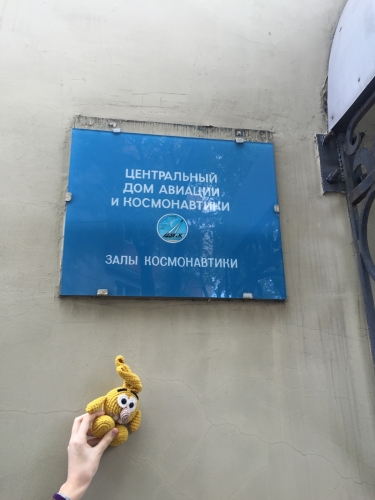 ЦЕНТРАЛЬНЫЙ
ДОМ АВИАЦИИ
И КОСМОНАВТИКИ
ЗАЛЫ КОСМОНАВТИКИ